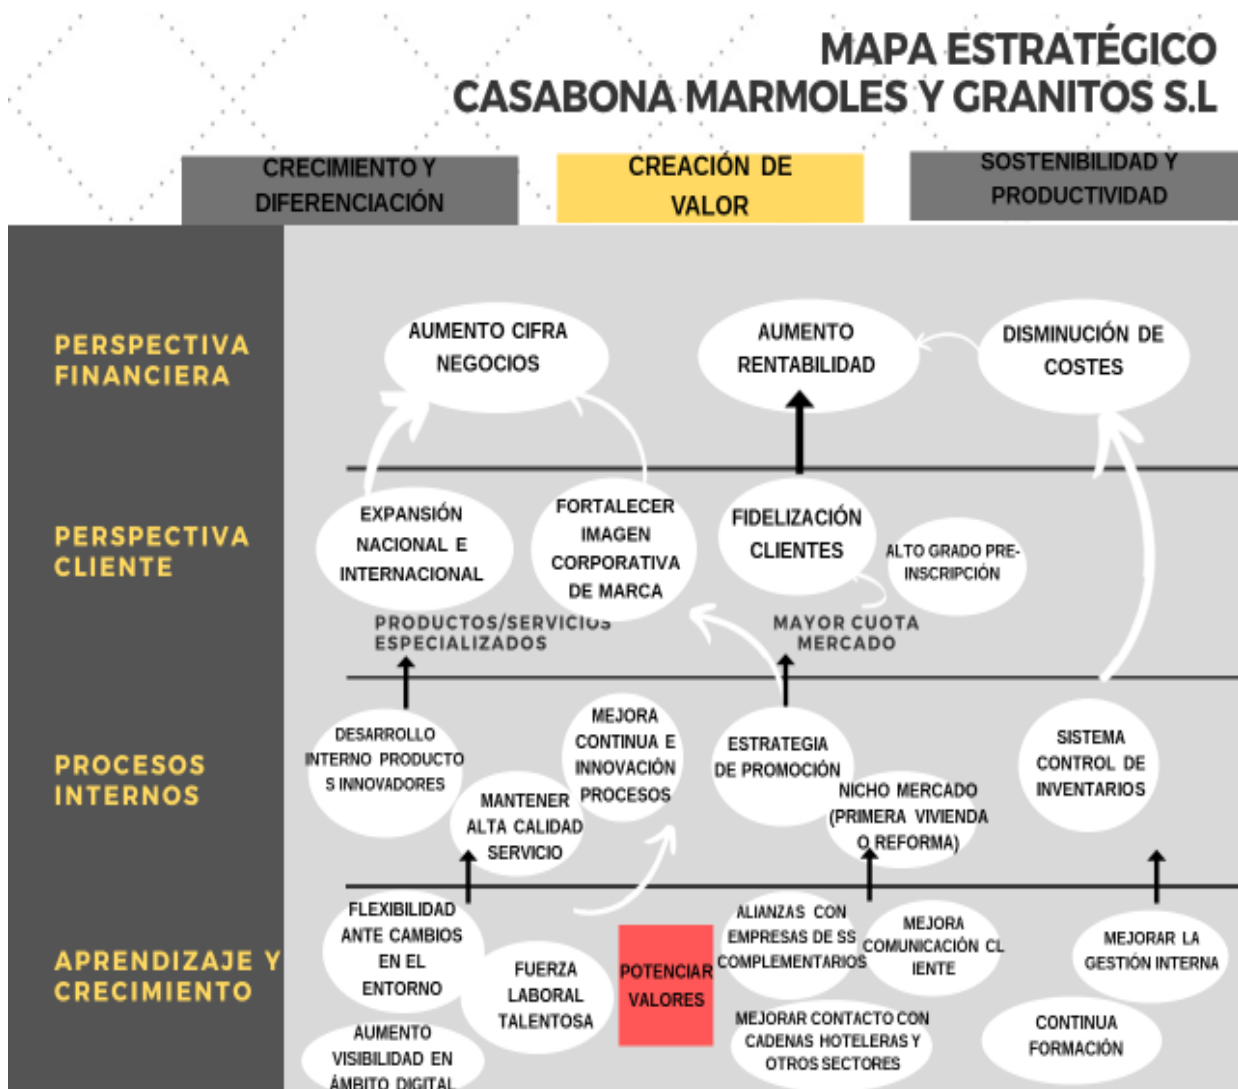 MAPA ESTRATÉGICO
CASABONA MARMOLES Y GRANITOS S.L
CRECIMIENTO Y
DIFERENCIACIÓN
CREACIÓN DE
VALOR
SOSTENIBILIDAD Y
PRODUCTIVIDAD
PERSPECTIVA
FINANCIERA
AUMENTO CIFRA
NEGOCIOS
AUMENTO
RENTABILIDAD
DISMINUCIÓN DE
COSTES
PERSPECTIVA
CLIENTE
EXPANSIÓN
NACIONAL E
INTERNACIONAL
FORTALECER
IMAGEN
CORPORATIVA
DE MARCA
FIDELIZACIÓN
CLIENTES
ALTO GRADO PRE-
INSCRIPCIÓN
PRODUCTOS/SERVICIOS
ESPECIALIZADOS
MAYOR CUOTA
MERCADO
PROCESOS
INTERNOS
DESARROLLO
INTERNO PRODUCTO
S INNOVADORES
MANTENER
ALTA CALIDAD
SERVICIO
MEJORA
CONTINUA E
INNOVACIÓN
PROCESOS
ESTRATEGIA
DE PROMOCIÓN
NICHO MERCADO
(PRIMERA VIVIENDA
O REFORMA)
SISTEMA
CONTROL DE
INVENTARIOS
APRENDIZAJE Y
CRECIMIENTO
FLEXIBILIDAD
ANTE CAMBIOS
EN EL
ENTORNO
FUERZA
LABORAL
TALENTOSA
AUMENTO
VISIBILIDAD EN
ÁMBITO DIGITAL
POTENCIAR
VALORES
ALIANZAS CON
EMPRESAS DE SS
COMPLEMENTARIOS
MEJORA
COMUNICACIÓN CL
IENTE
MEJORAR CONTACTO CON
CADENAS HOTELERAS Y
OTROS SECTORES
MEJORAR LA
GESTIÓN INTERNA
CONTINUA
FORMACIÓN